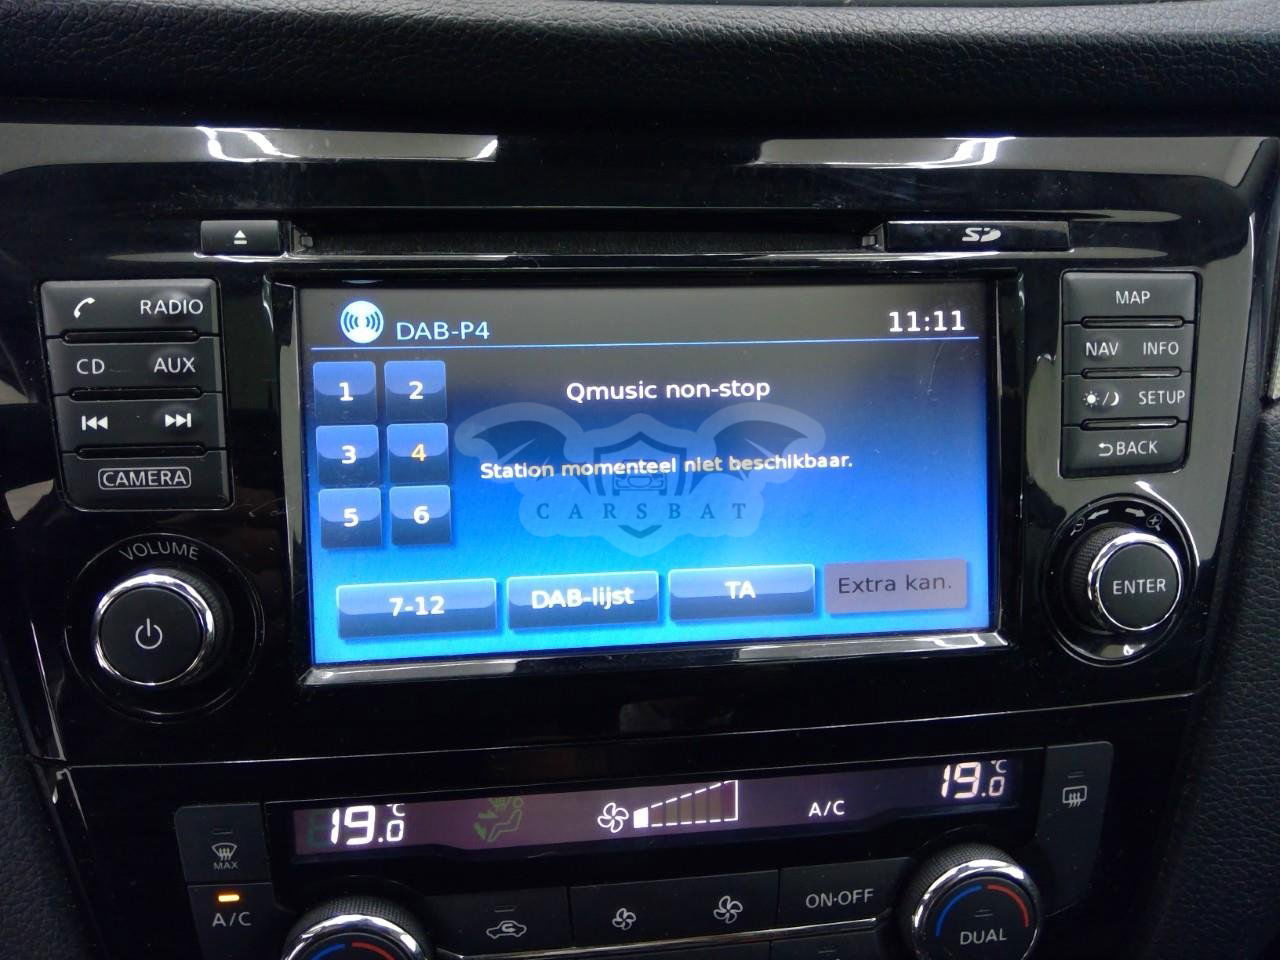 SD
RADIO
CD AUX
CAMERA
VOLUME
MAP
NAV INFO
SETUP
BACK
ENTER
DAB-P4 11:11
1 2
Qmusic non-stop
3 4
Station momenteel niet beschikbaar.
CARSBAT
5 6
7-12 DAB-lijst TA Extra kan.
19.0 °C A/C 19.0 °C
MAX
A/C
ON·OFF
DUAL